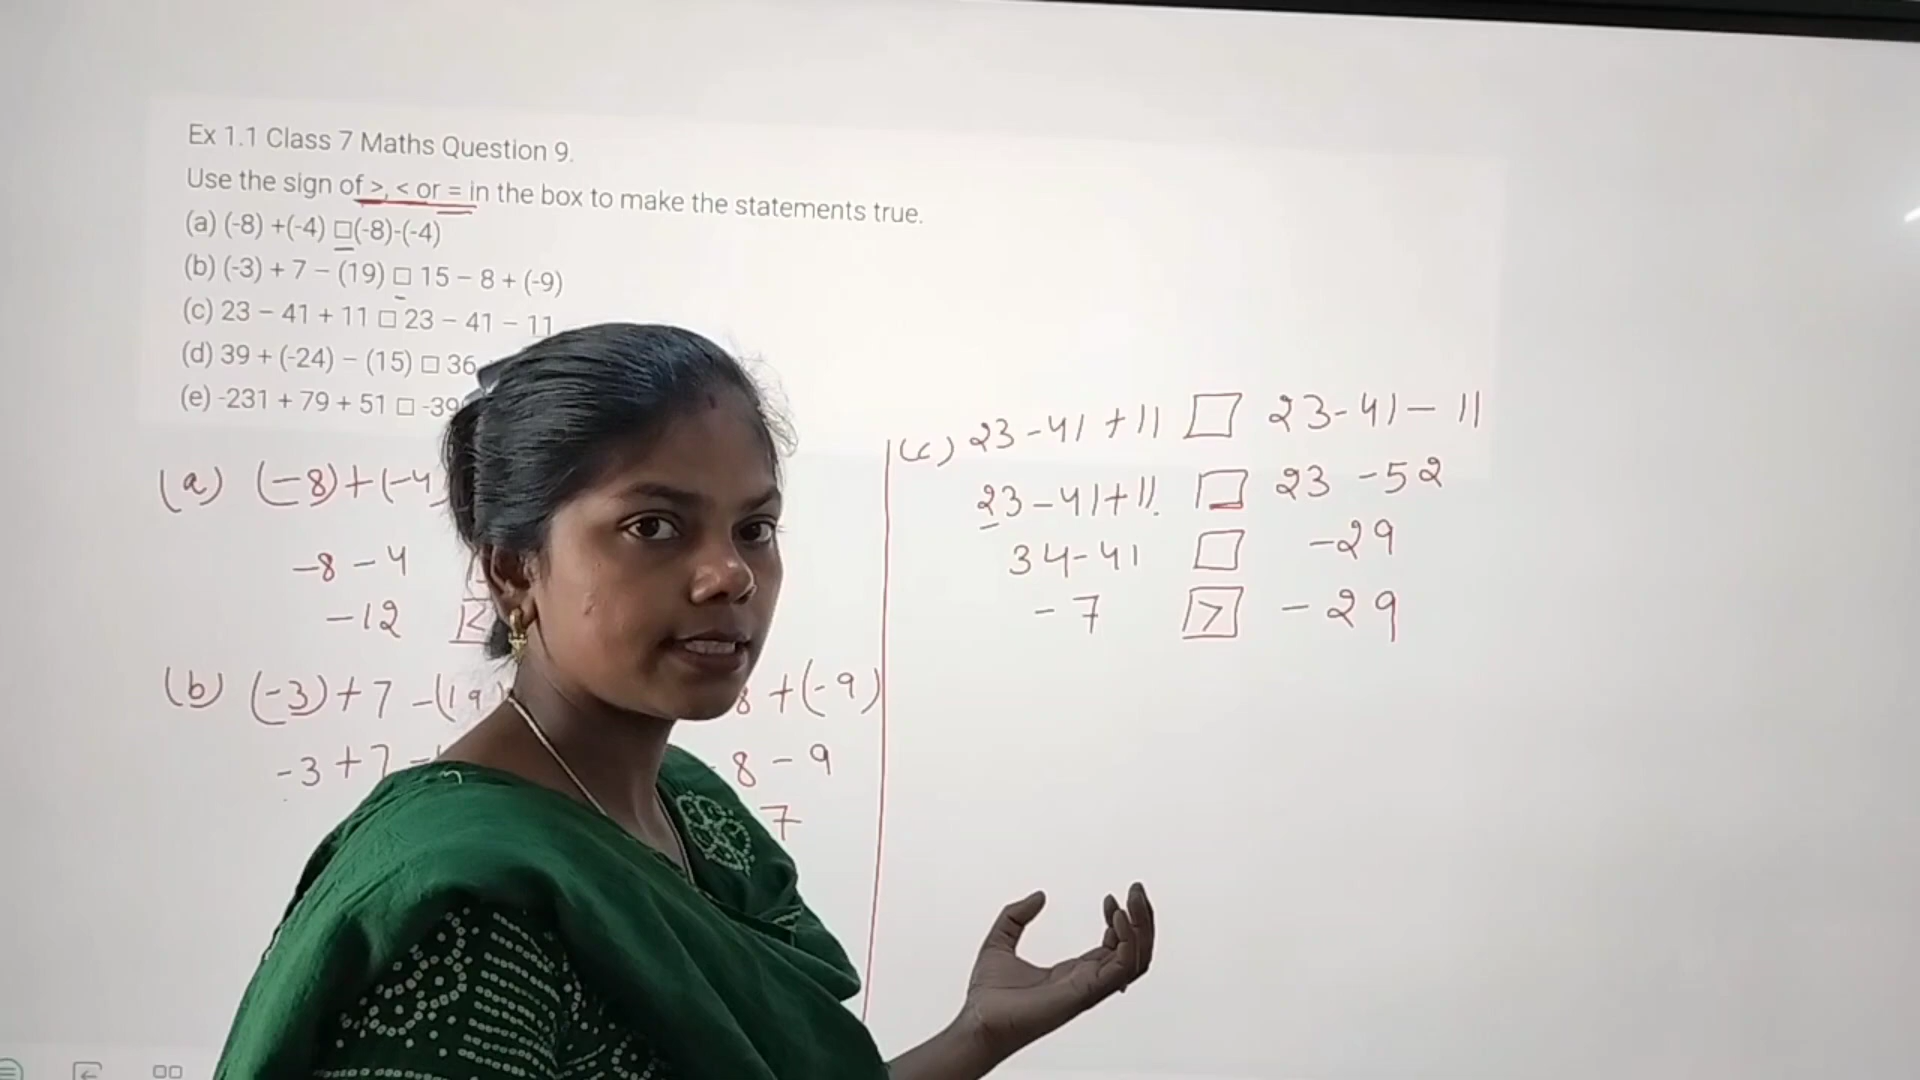 Ex 1.1 Class 7 Maths Question 9.
Use the sign of >, < or = in the box to make the statements true.
(a) (-8) +(-4) □(-8)-(-4)
(b) (-3) + 7 – (19) □ 15 – 8 + (-9)
(c) 23 – 41 + 11 □ 23 – 41 – 11
(d) 39 + (-24) – (15) □ 36
(e) -231 + 79 + 51 □ -39
(a) (-8)+(-4)
-8 - 4
-12 <
(b) (-3)+7 -(19 8 +(-9)
-3+7 - 8 - 9
7
(c) 23-41 +11 □ 23-41- 11
23-41+11 □ 23 -52
34-41 □ -29
-7 > -29